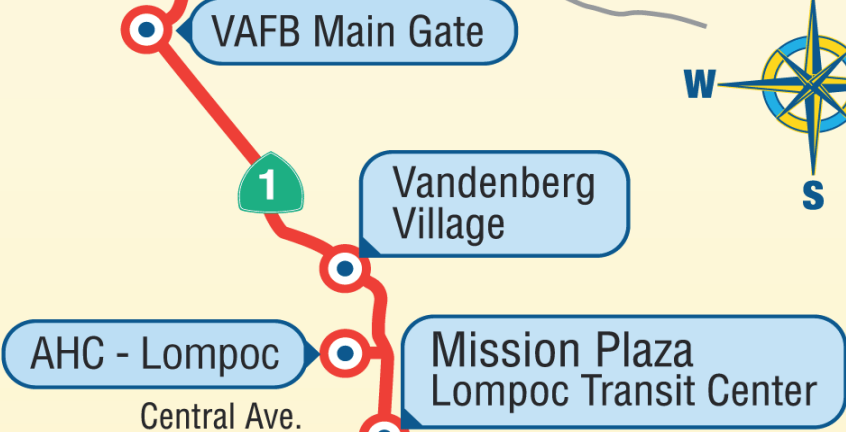 VAFB Main Gate
W
1
Vandenberg
Village
S
AHC - Lompoc
Mission Plaza
Lompoc Transit Center
Central Ave.